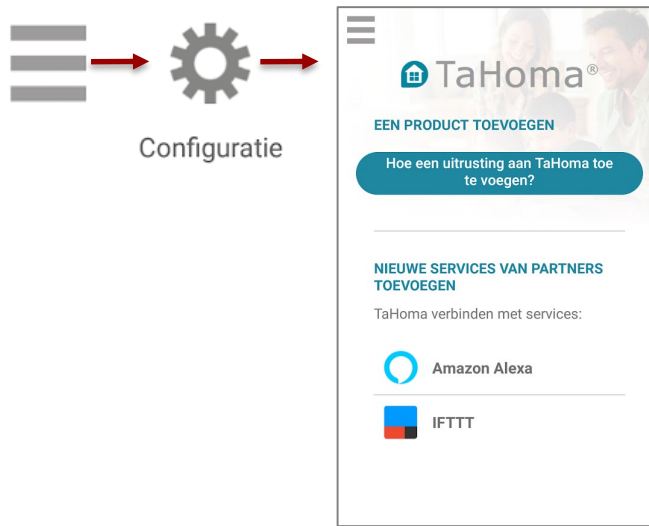 Configuratie
TaHoma®
EEN PRODUCT TOEVOEGEN
Hoe een uitrusting aan TaHoma toe
te voegen?
NIEUWE SERVICES VAN PARTNERS
TOEVOEGEN
TaHoma verbinden met services:
Amazon Alexa
IFTTT